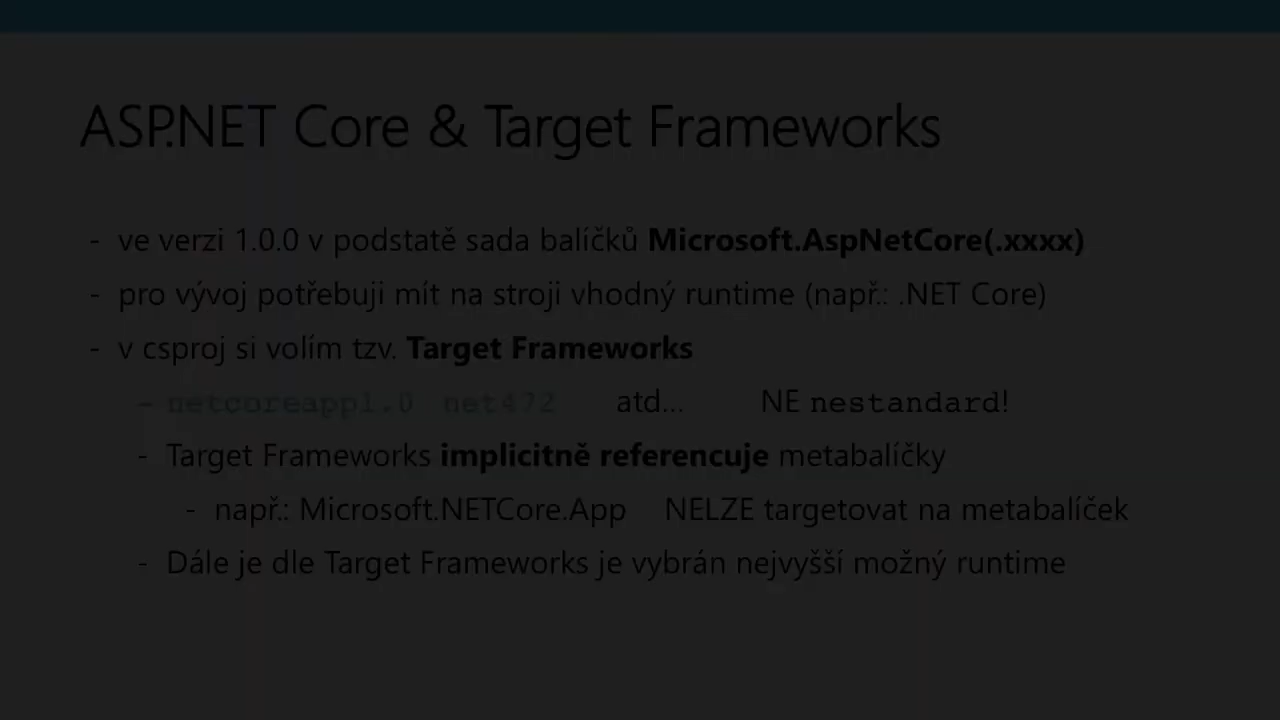 ASP.NET Core & Target Frameworks
- ve verzi 1.0.0 v podstatě sada balíčků Microsoft.AspNetCore(.xxxx)
- pro vývoj potřebuji mít na stroji vhodný runtime (např.: .NET Core)
- v csproj si volím tzv. Target Frameworks
- netcoreapp1.0 net472 atd... NE nestandard!
- Target Frameworks implicitně referencuje metabalíčky
- např.: Microsoft.NETCore.App NELZE targetovat na metabalíček
- Dále je dle Target Frameworks je vybrán nejvyšší možný runtime